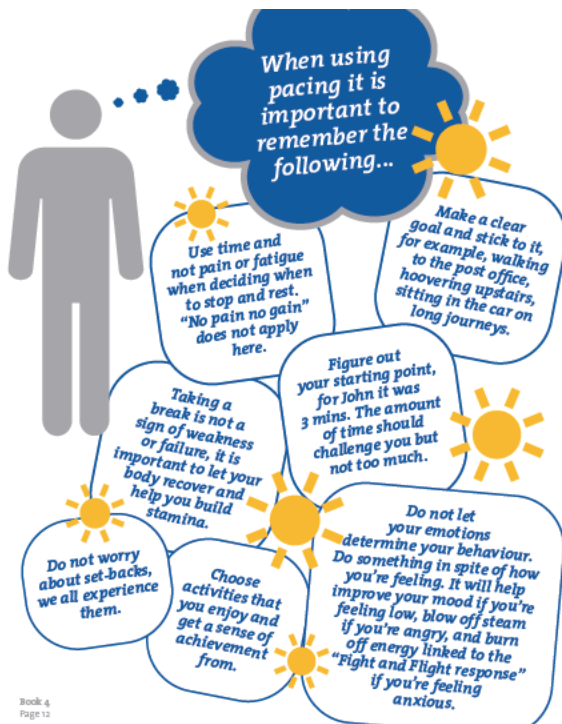 When using
pacing it is
important to
remember the
following...
Use time and
not pain or fatigue
when deciding when
to stop and rest.
“No pain no gain”
does not apply
here.
Make a clear
goal and stick to it,
for example, walking
to the post office,
hoovering upstairs,
sitting in the car on
long journeys.
Figure out
your starting point,
for John it was
3 mins. The amount
of time should
challenge you but
not too much.
Taking a
break is not a
sign of weakness
or failure, it is
important to let your
body recover and
help you build
stamina.
Do not let
your emotions
determine your behaviour.
Do something in spite of how
you’re feeling. It will help
improve your mood if you’re
feeling low, blow off steam
if you’re angry, and burn
off energy linked to the
“Fight and Flight response”
if you’re feeling
anxious.
Do not worry
about set-backs,
we all experience
them.
Choose
activities that
you enjoy and
get a sense of
achievement
from.
Book 4
Page 12